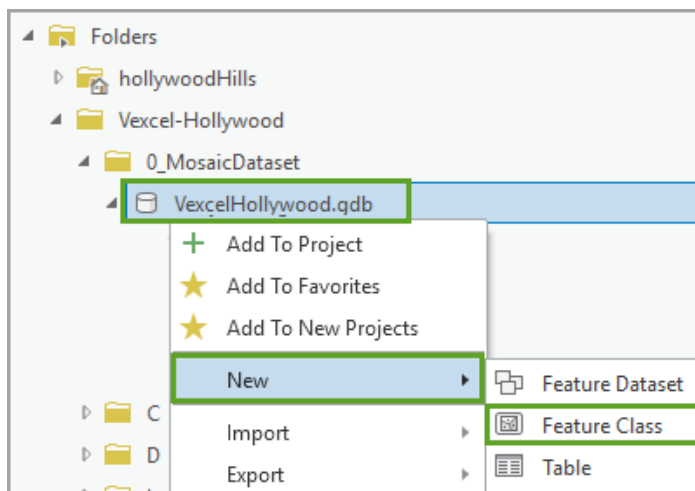 Folders
hollywoodHills
Vexcel-Hollywood
0_MosaicDataset
VexcelHollywood.gdb
Add To Project
Add To Favorites
Add To New Projects
New
Feature Dataset
C
Feature Class
Import
D
Table
Export